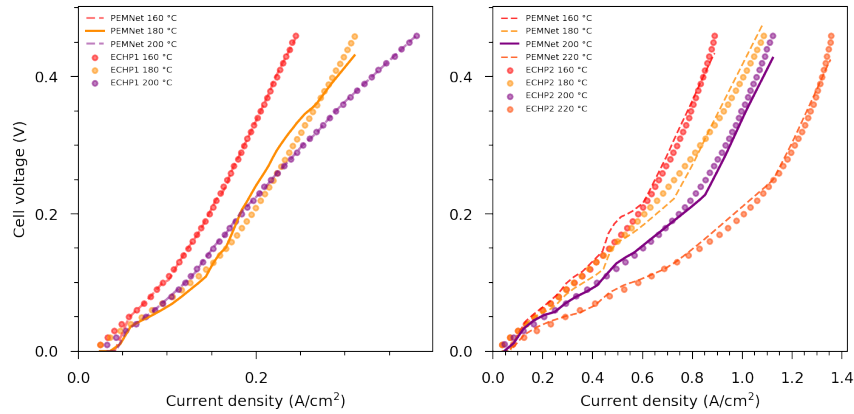 PEMNet 160 °C
PEMNet 180 °C
PEMNet 200 °C
ECHP1 160 °C
ECHP1 180 °C
ECHP1 200 °C
0.4
0.2
0.0
0.0
0.2
Cell voltage (V)
Current density (A/cm²)
PEMNet 160 °C
PEMNet 180 °C
PEMNet 200 °C
PEMNet 220 °C
ECHP2 160 °C
ECHP2 180 °C
ECHP2 200 °C
ECHP2 220 °C
0.4
0.2
0.0
0.0
0.2
0.4
0.6
0.8
1.0
1.2
1.4
Current density (A/cm²)